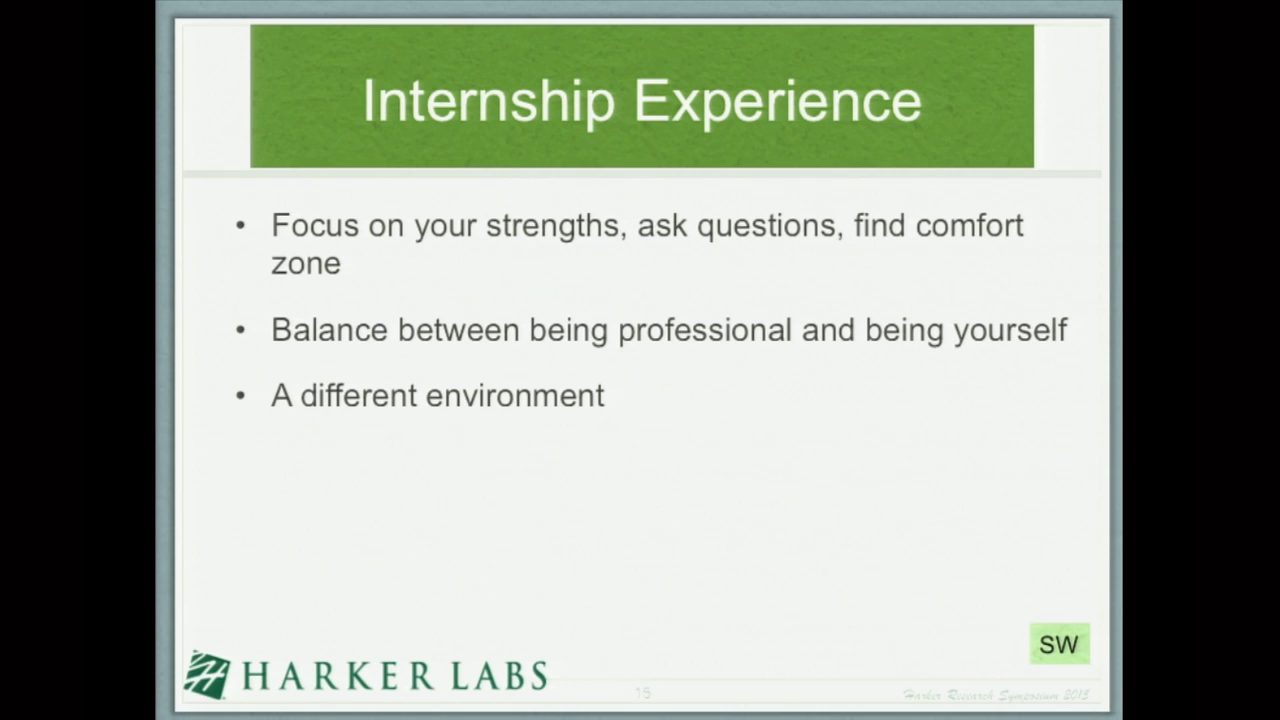 Internship Experience
• Focus on your strengths, ask questions, find comfort
zone
• Balance between being professional and being yourself
• A different environment
SW
HARKER LABS
15
Harker Research Symposium 2013